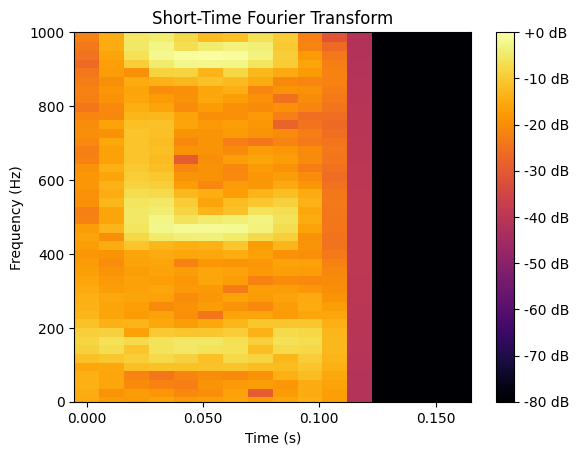 Short-Time Fourier Transform
Frequency (Hz)
1000
800
600
400
200
0
0.000
0.050
0.100
0.150
Time (s)
+0 dB
-10 dB
-20 dB
-30 dB
-40 dB
-50 dB
-60 dB
-70 dB
-80 dB